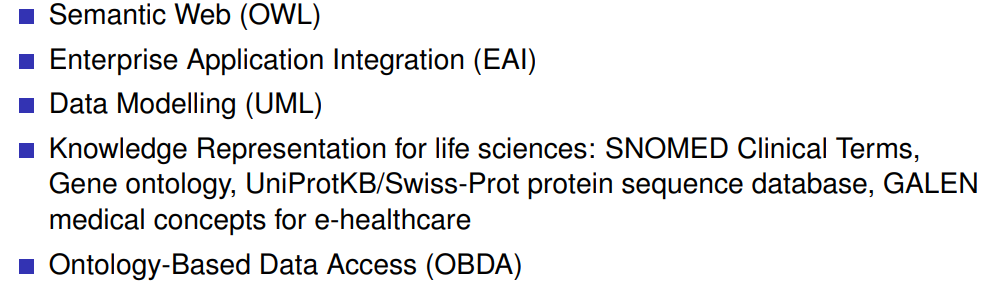 Semantic Web (OWL)
Enterprise Application Integration (EAI)
Data Modelling (UML)
Knowledge Representation for life sciences: SNOMED Clinical Terms,
Gene ontology, UniProtKB/Swiss-Prot protein sequence database, GALEN
medical concepts for e-healthcare
Ontology-Based Data Access (OBDA)